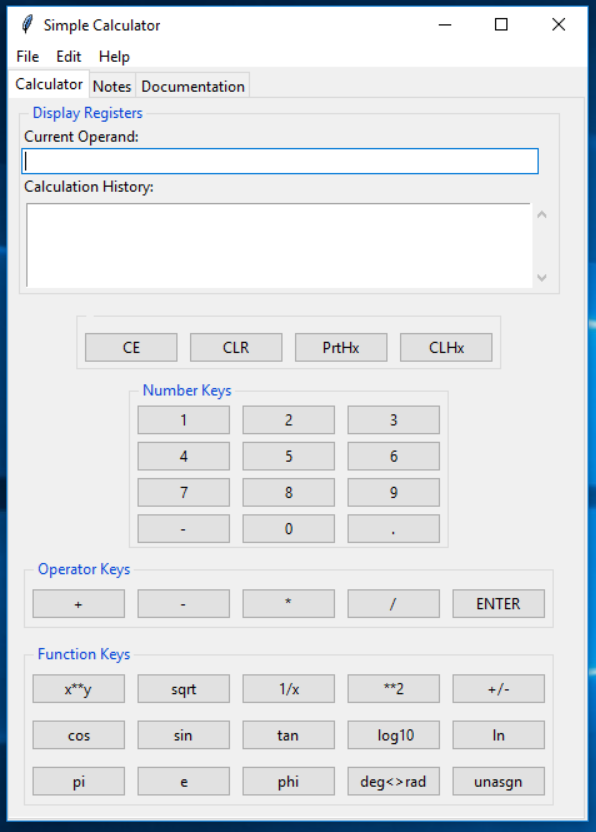 Simple Calculator
File Edit Help
Calculator Notes Documentation
Display Registers
Current Operand:
Calculation History:
CE CLR PrtHx CLHx
Number Keys
1 2 3
4 5 6
7 8 9
- 0 .
Operator Keys
+ - * / ENTER
Function Keys
x**y sqrt 1/x **2 +/-
cos sin tan log10 ln
pi e phi deg<>rad unasgn